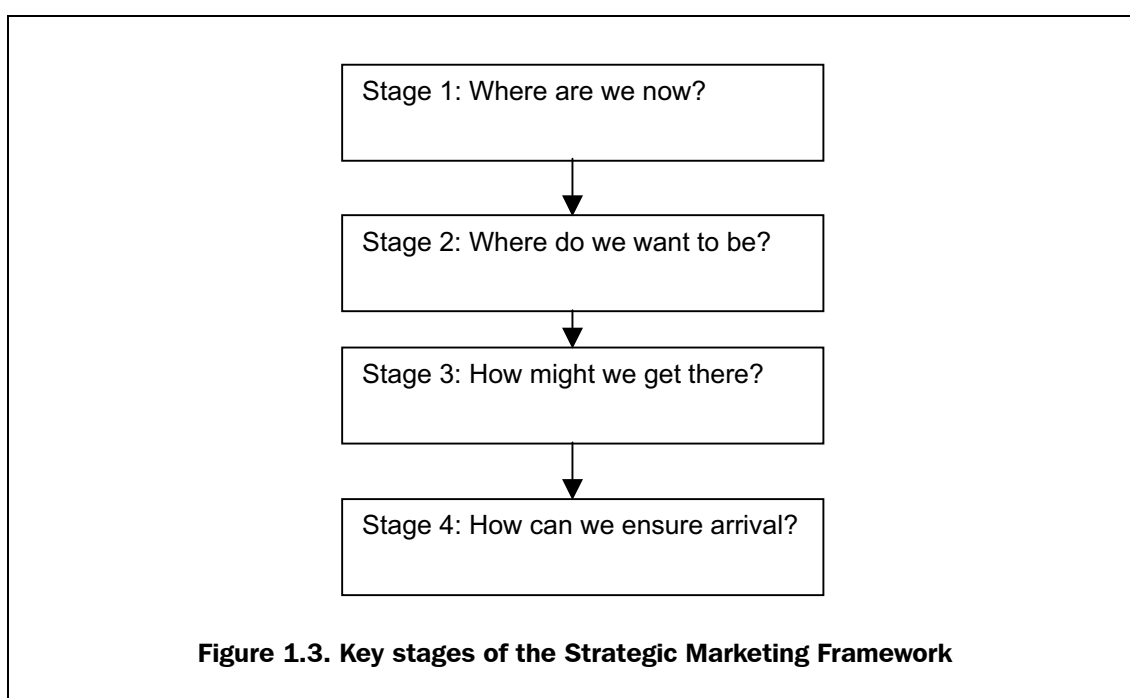 Stage 1: Where are we now?
Stage 2: Where do we want to be?
Stage 3: How might we get there?
Stage 4: How can we ensure arrival?
Figure 1.3. Key stages of the Strategic Marketing Framework